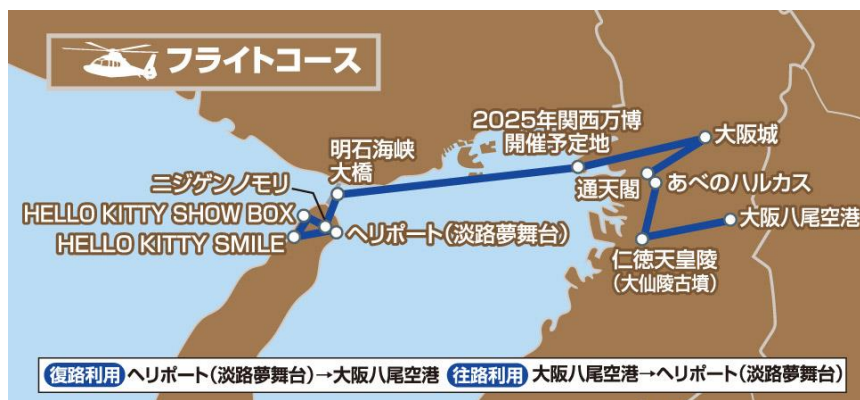 フライトコース
2025年関西万博
開催予定地
大阪城
明石海峡
大橋
ニジゲンノモリ
通天閣
あべのハルカス
HELLO KITTY SHOW BOX
大阪八尾空港
HELLO KITTY SMILE
ヘリポート(淡路夢舞台)
仁徳天皇陵
(大仙陵古墳)
復路利用 ヘリポート(淡路夢舞台)→大阪八尾空港 往路利用 大阪八尾空港→ヘリポート(淡路夢舞台)